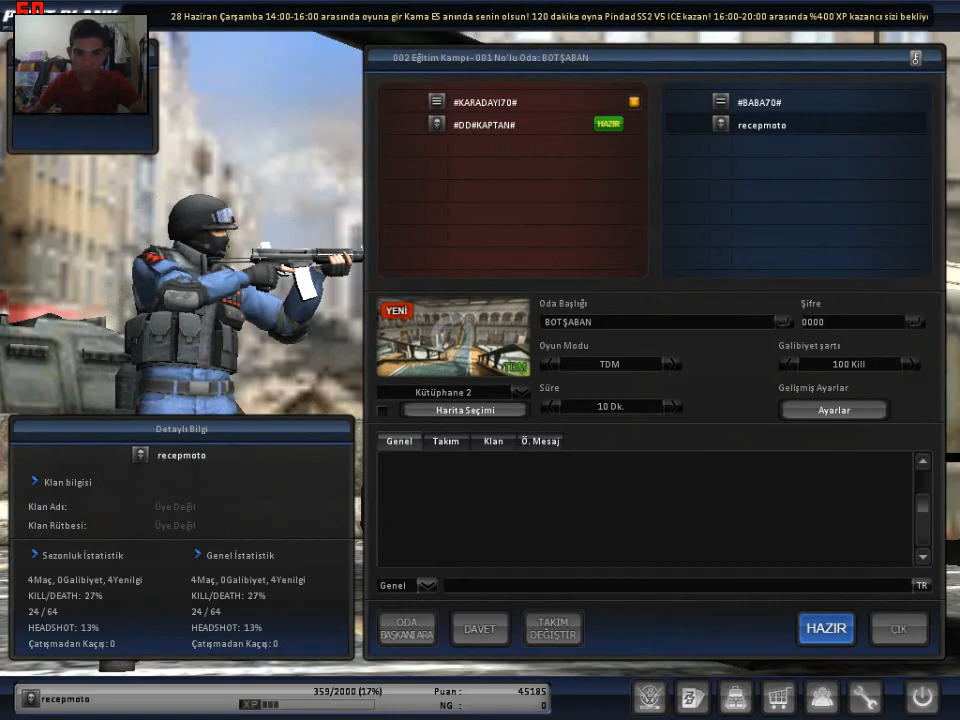 28 Haziran Çarşamba 14:00-16:00 arasında oyuna gir Kama ES anında senin olsun! 120 dakika oyna Pindad SS2 V5 ICE kazan! 16:00-20:00 arasında %400 XP kazancı sizi bekliy
002 Eğitim Kampı-001 No'lu Oda: BOTŞABAN
#KARADAYI70#
#BABA70#
#DD#KAPTAN# HAZIR
recepmoto
YENİ
TDM
Kütüphane 2
Harita Seçimi
Oda Başlığı
Şifre
BOTŞABAN
0000
Oyun Modu
Galibiyet şartı
TDM
100 Kill
Süre
Gelişmiş Ayarlar
10 Dk.
Ayarlar
Detaylı Bilgi
recepmoto
Klan bilgisi
Klan Adı: Üye Değil
Klan Rütbesi: Üye Değil
Sezonluk İstatistik
Genel İstatistik
4Maç, 0Galibiyet, 4Yenilgi
4Maç, 0Galibiyet, 4Yenilgi
KILL/DEATH: 27%
KILL/DEATH: 27%
24 / 64
24 / 64
HEADSHOT: 13%
HEADSHOT: 13%
Çatışmadan Kaçış: 0
Çatışmadan Kaçış: 0
Genel Takım Klan Ö. Mesaj
Genel
TR
ODA BAŞKANI ARA
DAVET
TAKIM DEĞİŞTİR
HAZIR
ÇIK
recepmoto
359/2000 (17%)
XP
Puan : 45185
NG : 0